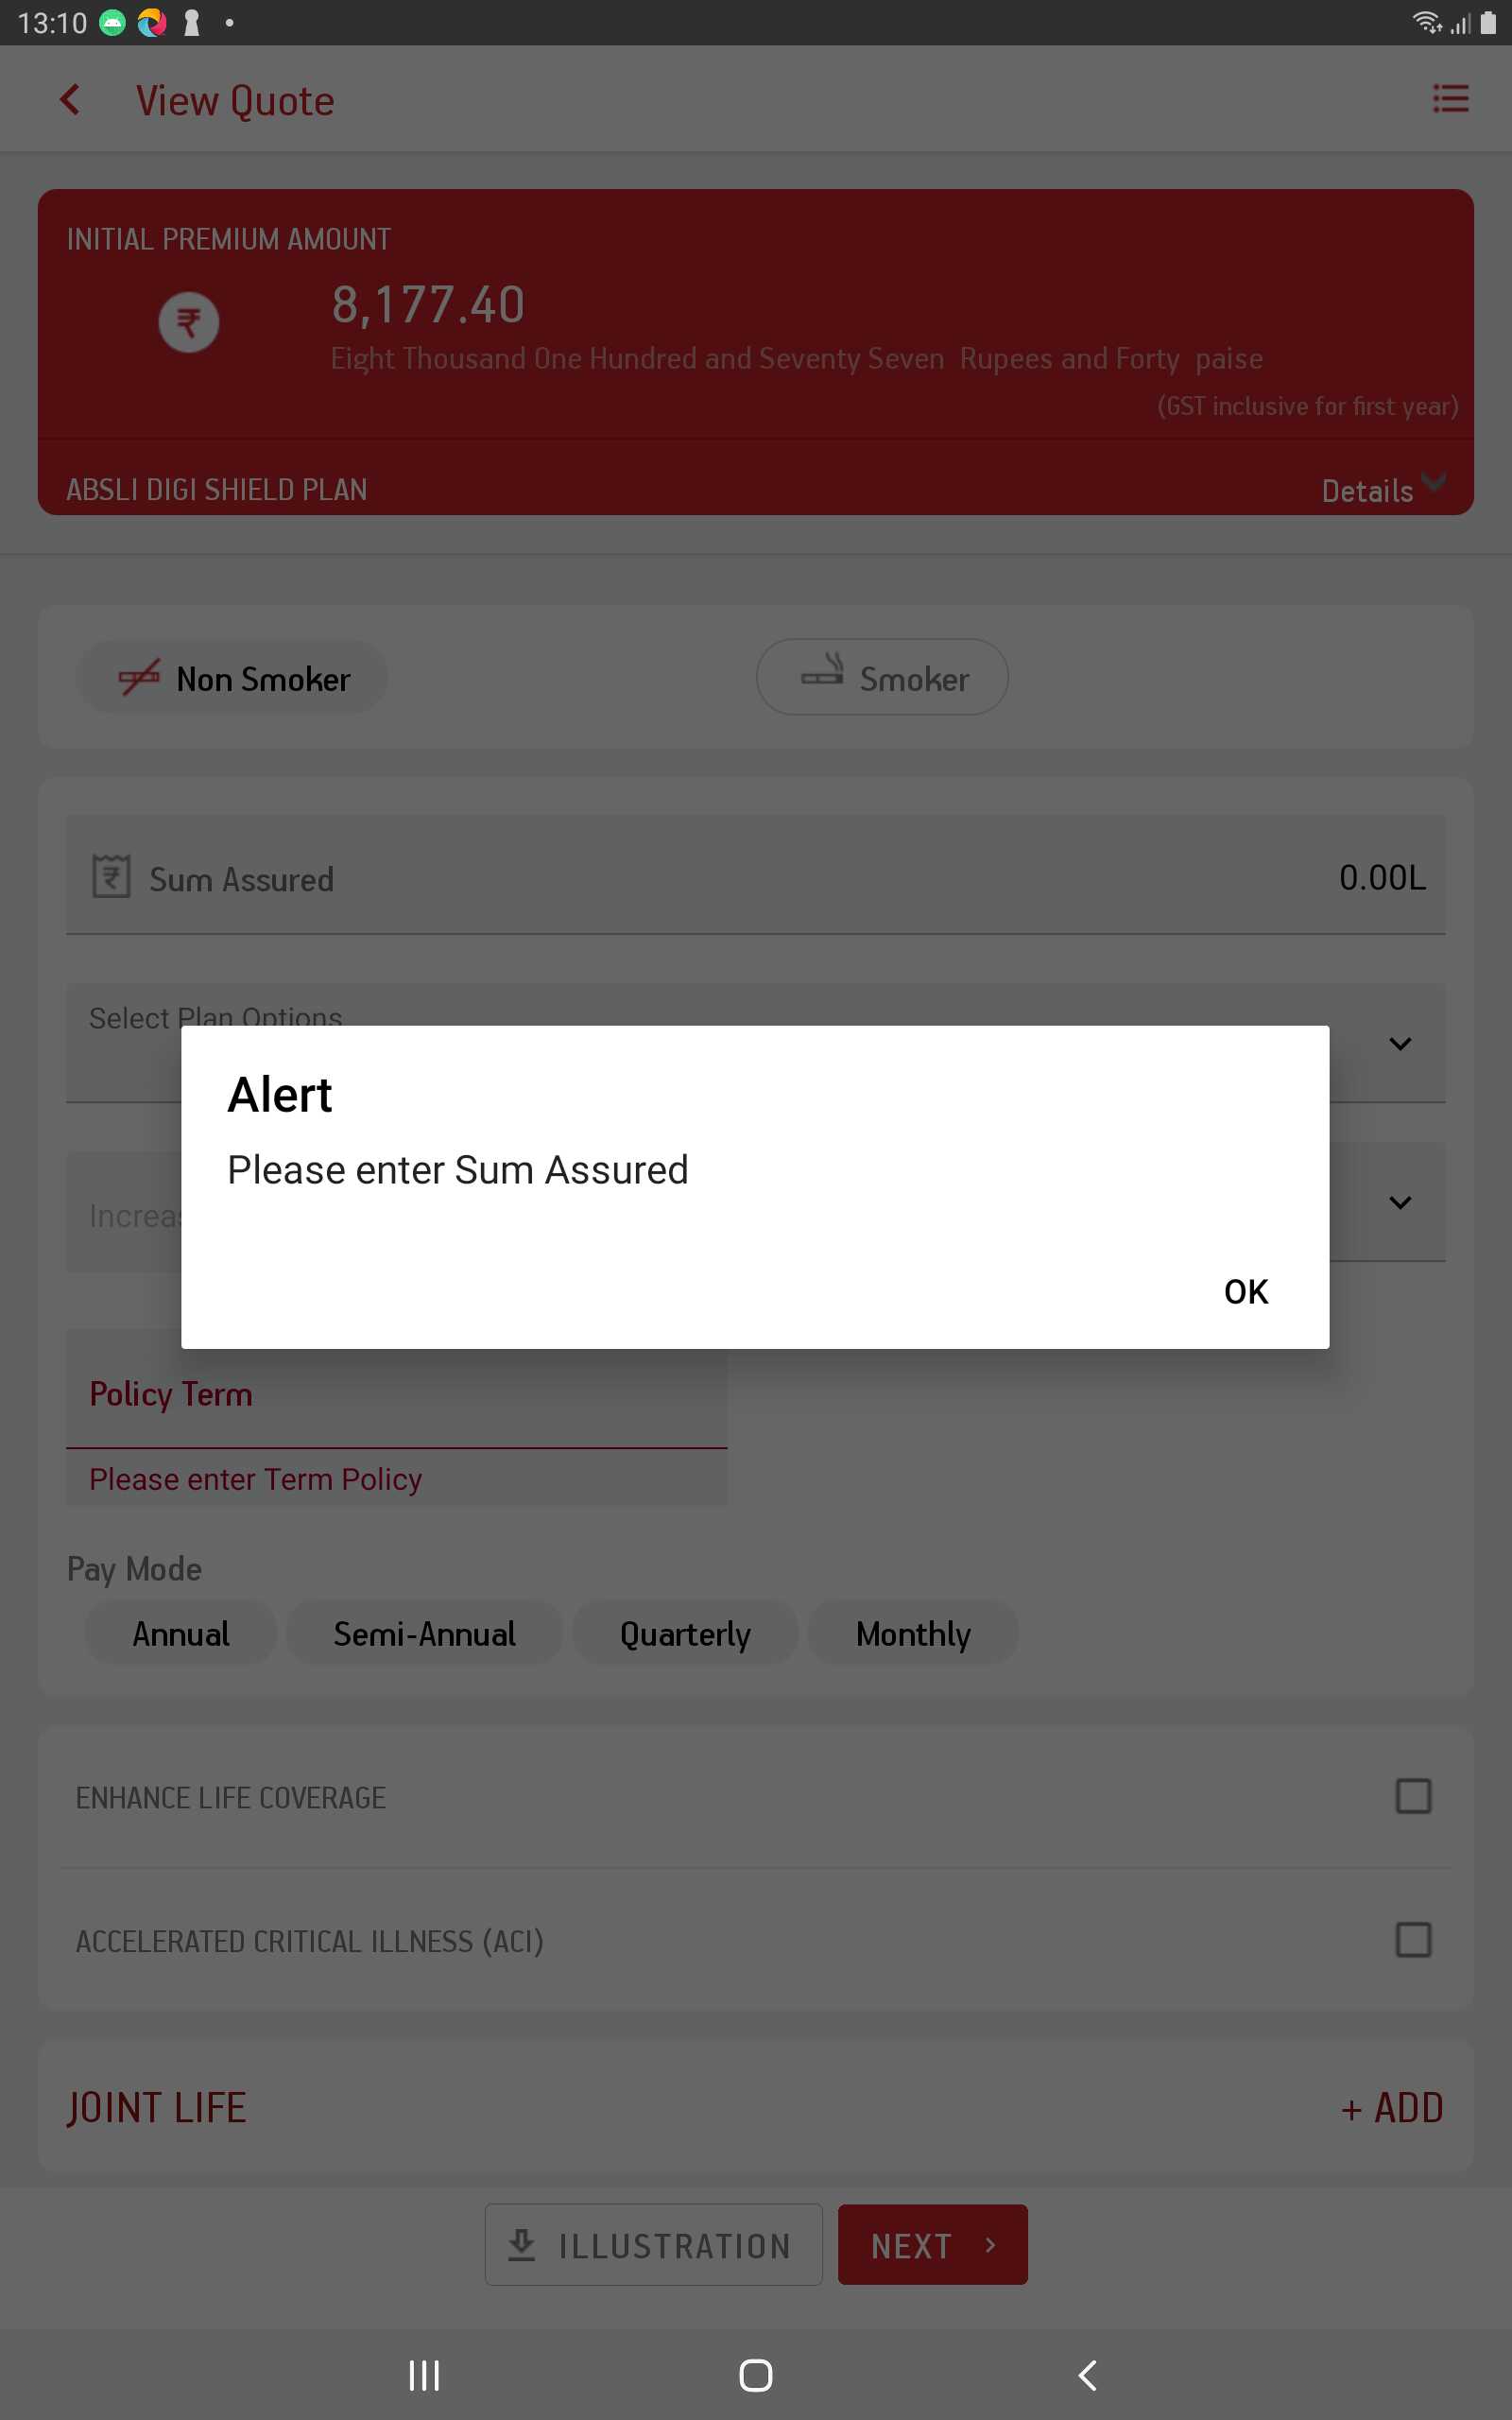 13:10
View Quote
INITIAL PREMIUM AMOUNT
8,177.40
Eight Thousand One Hundred and Seventy Seven Rupees and Forty paise
(GST inclusive for first year)
ABSLI DIGI SHIELD PLAN Details
Non Smoker Smoker
Sum Assured 0.00L
Select Plan Options
Alert
Please enter Sum Assured
OK
Policy Term
Please enter Term Policy
Pay Mode
Annual Semi-Annual Quarterly Monthly
ENHANCE LIFE COVERAGE
ACCELERATED CRITICAL ILLNESS (ACI)
JOINT LIFE + ADD
ILLUSTRATION NEXT